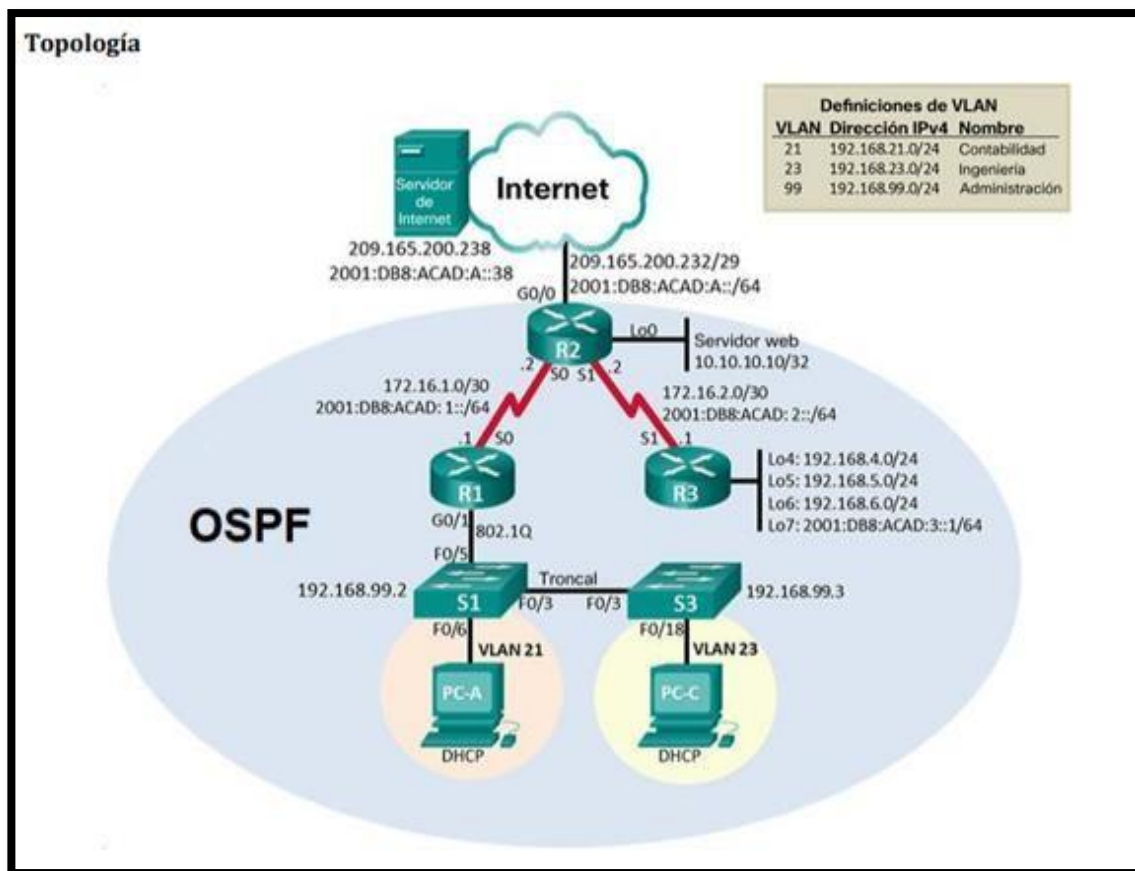 Topología
Definiciones de VLAN
VLAN Dirección IPv4 Nombre
21 192.168.21.0/24 Contabilidad
23 192.168.23.0/24 Ingeniería
99 192.168.99.0/24 Administración
Servidor
de
Internet
Internet
209.165.200.238
2001:DB8:ACAD:A::38
209.165.200.232/29
2001:DB8:ACAD:A::/64
G0/0
R2
Lo0
Servidor web
10.10.10.10/32
.2
S0
S1
.2
172.16.1.0/30
2001:DB8:ACAD: 1::/64
172.16.2.0/30
2001:DB8:ACAD: 2::/64
.1
S0
S1
.1
R1
R3
Lo4: 192.168.4.0/24
Lo5: 192.168.5.0/24
Lo6: 192.168.6.0/24
Lo7: 2001:DB8:ACAD:3::1/64
OSPF
G0/1
802.1Q
F0/5
192.168.99.2
S1
Troncal
F0/3
F0/3
S3
192.168.99.3
F0/6
VLAN 21
F0/18
VLAN 23
PC-A
PC-C
DHCP
DHCP